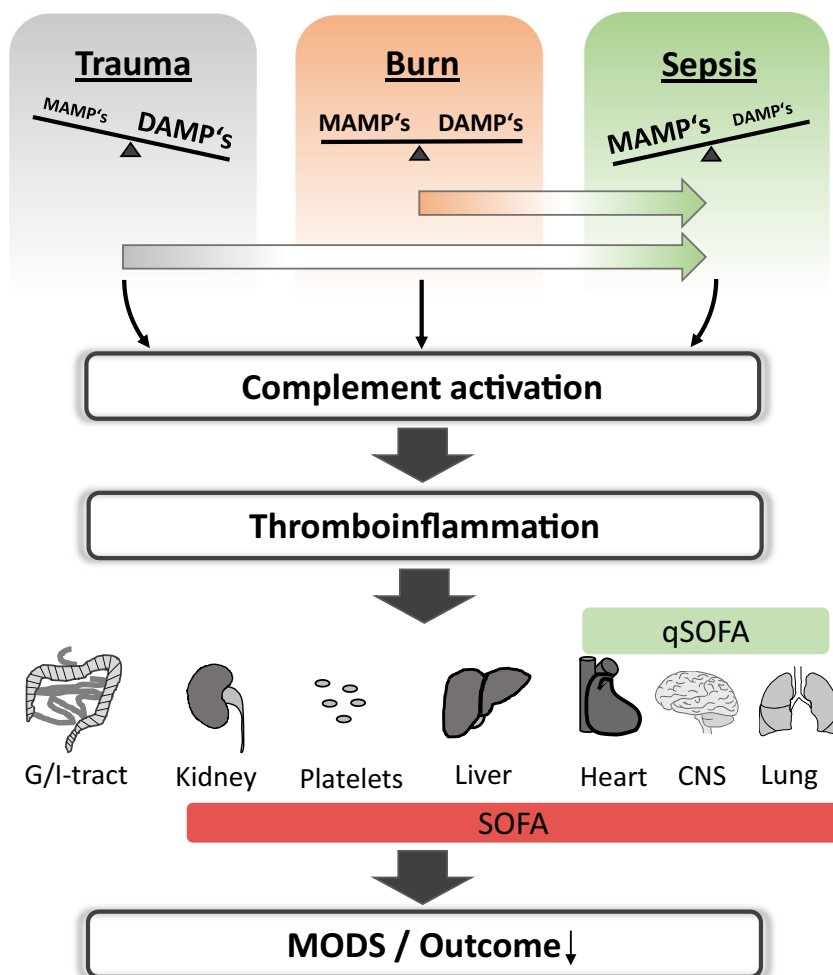 Trauma
Burn
Sepsis
MAMP‘s DAMP‘s
MAMP‘s DAMP‘s
MAMP‘s DAMP‘s
Complement activation
Thromboinflammation
qSOFA
G/I-tract Kidney Platelets Liver Heart CNS Lung
SOFA
MODS / Outcome↓